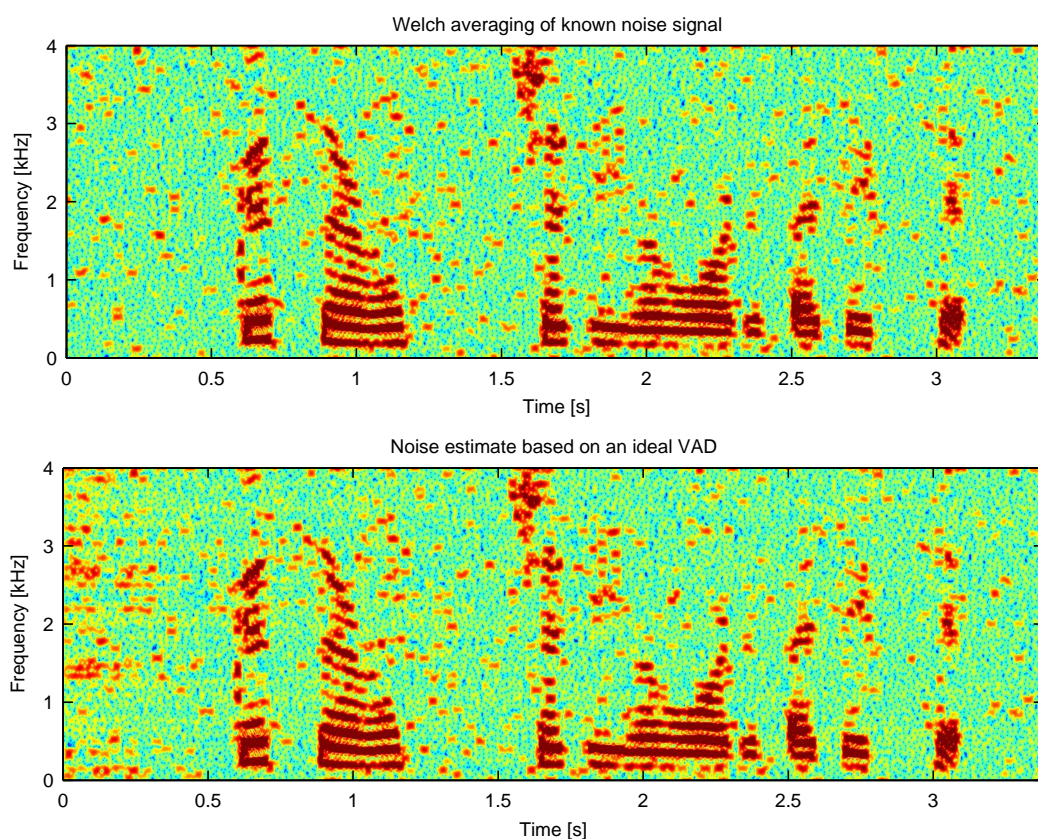 Welch averaging of known noise signal
4
3
2
1
0
Frequency [kHz]
0 0.5 1 1.5 2 2.5 3
Time [s]
Noise estimate based on an ideal VAD
4
3
2
1
0
Frequency [kHz]
0 0.5 1 1.5 2 2.5 3
Time [s]